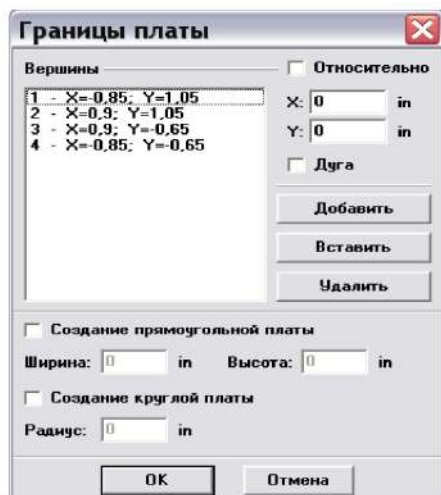 Границы платы
Вершины
Относительно
1 - X=-0,85; Y=1,05
2 - X=0,9; Y=1,05
3 - X=0,9; Y=-0,65
4 - X=-0,85; Y=-0,65
X: 0 in
Y: 0 in
Дуга
Добавить
Вставить
Удалить
Создание прямоугольной платы
Ширина: 0 in Высота: 0 in
Создание круглой платы
Радиус: 0 in
OK Отмена